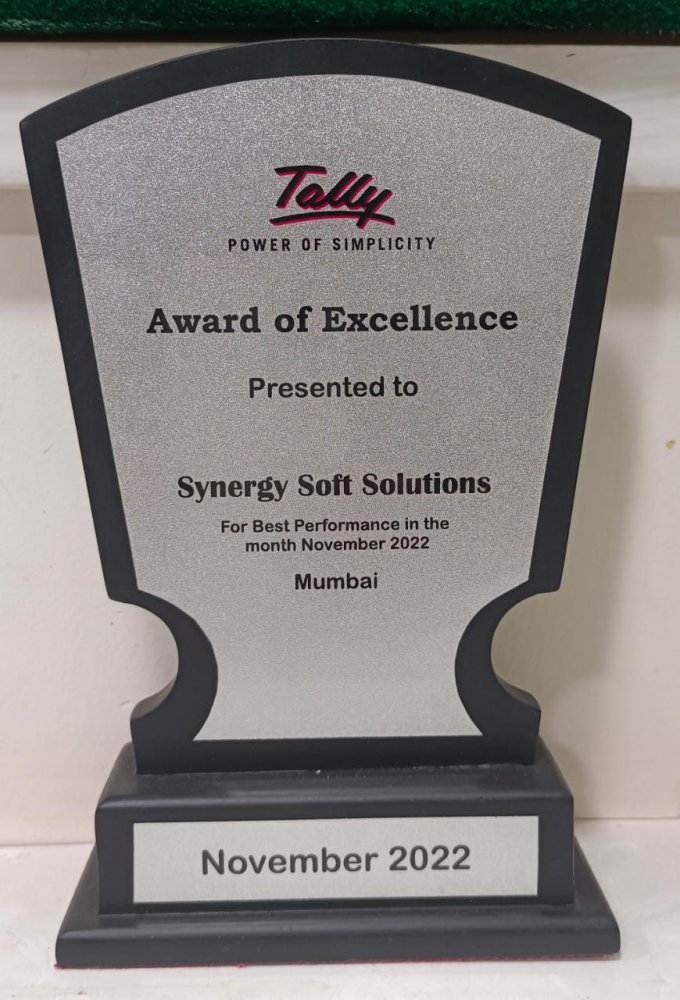 Tally
POWER OF SIMPLICITY
Award of Excellence
Presented to
Synergy Soft Solutions
For Best Performance in the
month November 2022
Mumbai
November 2022